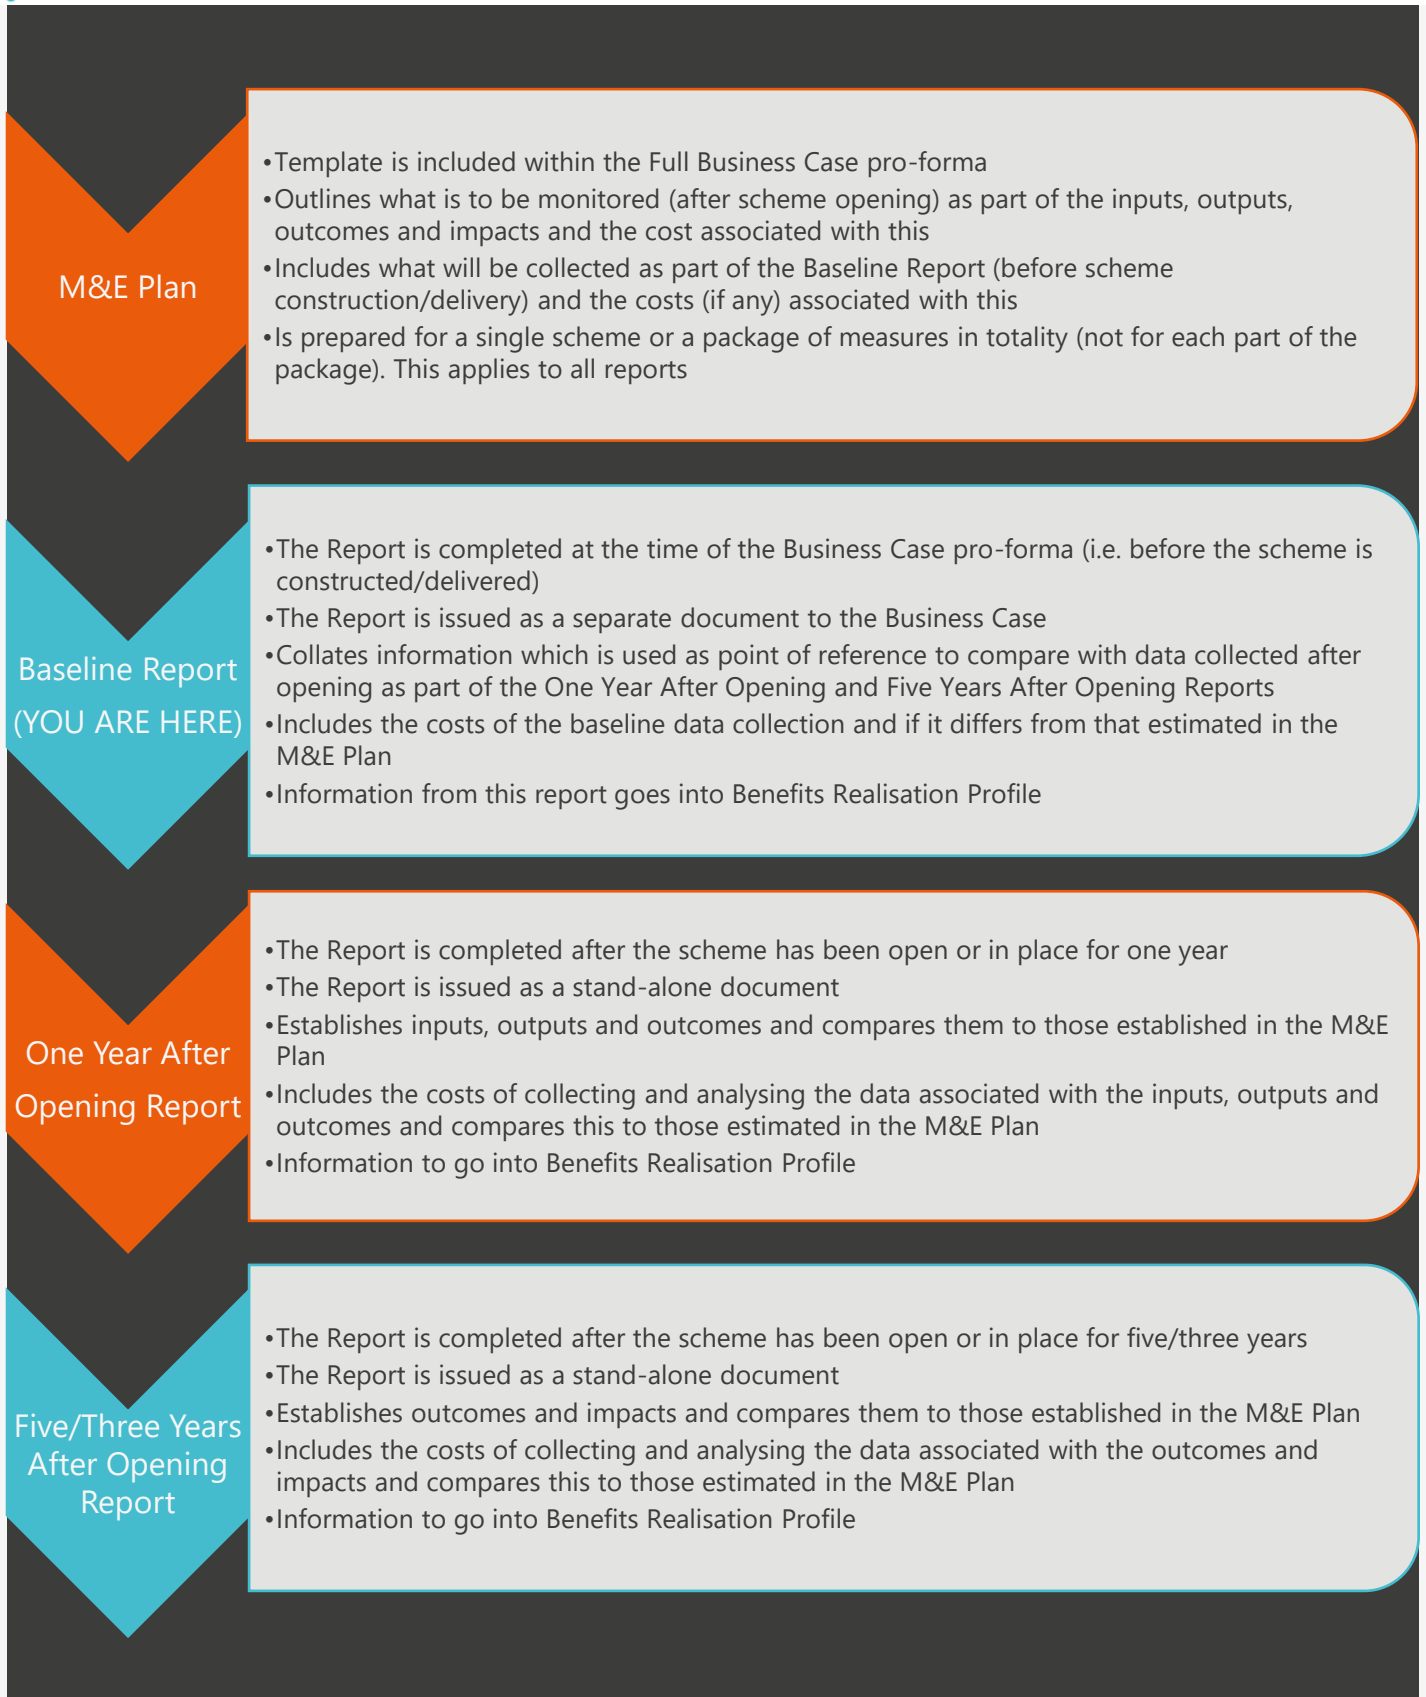 M&E Plan
•Template is included within the Full Business Case pro-forma
•Outlines what is to be monitored (after scheme opening) as part of the inputs, outputs,
outcomes and impacts and the cost associated with this
•Includes what will be collected as part of the Baseline Report (before scheme
construction/delivery) and the costs (if any) associated with this
•Is prepared for a single scheme or a package of measures in totality (not for each part of the
package). This applies to all reports
Baseline Report
(YOU ARE HERE)
•The Report is completed at the time of the Business Case pro-forma (i.e. before the scheme is
constructed/delivered)
•The Report is issued as a separate document to the Business Case
•Collates information which is used as point of reference to compare with data collected after
opening as part of the One Year After Opening and Five Years After Opening Reports
•Includes the costs of the baseline data collection and if it differs from that estimated in the
M&E Plan
•Information from this report goes into Benefits Realisation Profile
One Year After
Opening Report
•The Report is completed after the scheme has been open or in place for one year
•The Report is issued as a stand-alone document
•Establishes inputs, outputs and outcomes and compares them to those established in the M&E
Plan
•Includes the costs of collecting and analysing the data associated with the inputs, outputs and
outcomes and compares this to those estimated in the M&E Plan
•Information to go into Benefits Realisation Profile
Five/Three Years
After Opening
Report
•The Report is completed after the scheme has been open or in place for five/three years
•The Report is issued as a stand-alone document
•Establishes outcomes and impacts and compares them to those established in the M&E Plan
•Includes the costs of collecting and analysing the data associated with the outcomes and
impacts and compares this to those estimated in the M&E Plan
•Information to go into Benefits Realisation Profile